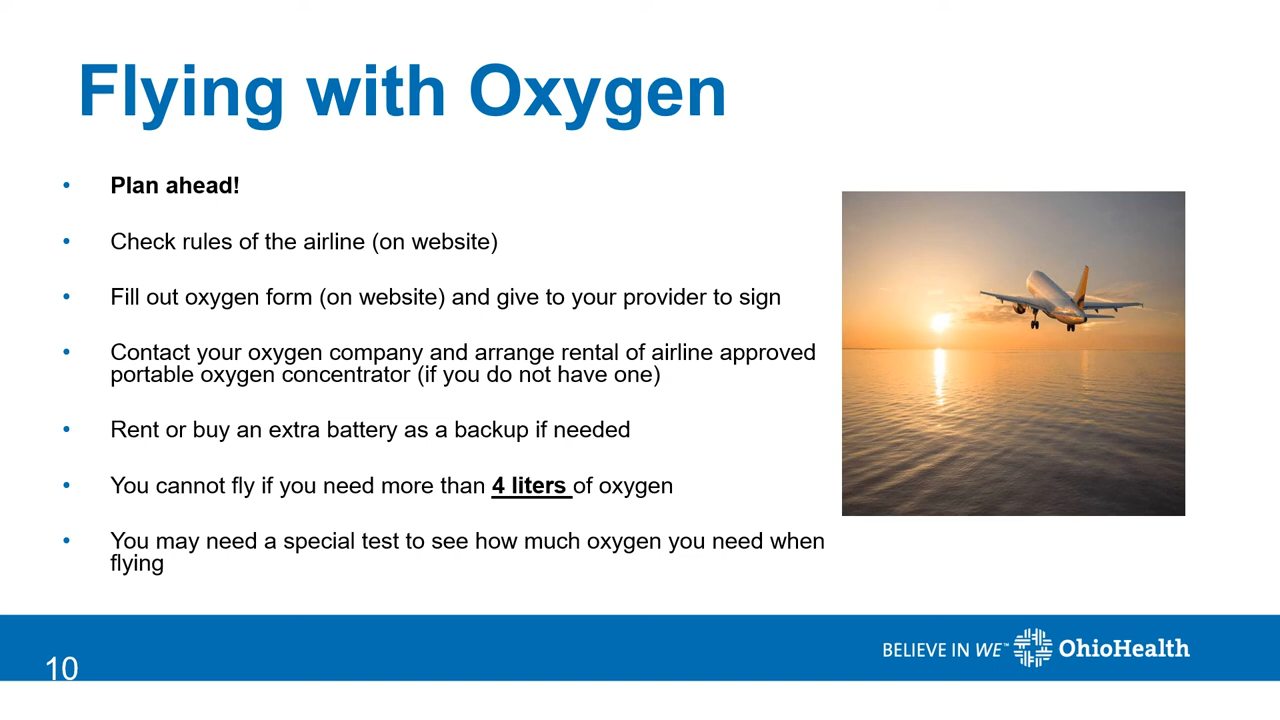 Flying with Oxygen
• Plan ahead!
• Check rules of the airline (on website)
• Fill out oxygen form (on website) and give to your provider to sign
• Contact your oxygen company and arrange rental of airline approved
portable oxygen concentrator (if you do not have one)
• Rent or buy an extra battery as a backup if needed
• You cannot fly if you need more than 4 liters of oxygen
• You may need a special test to see how much oxygen you need when
flying
BELIEVE IN WE™ OhioHealth
10